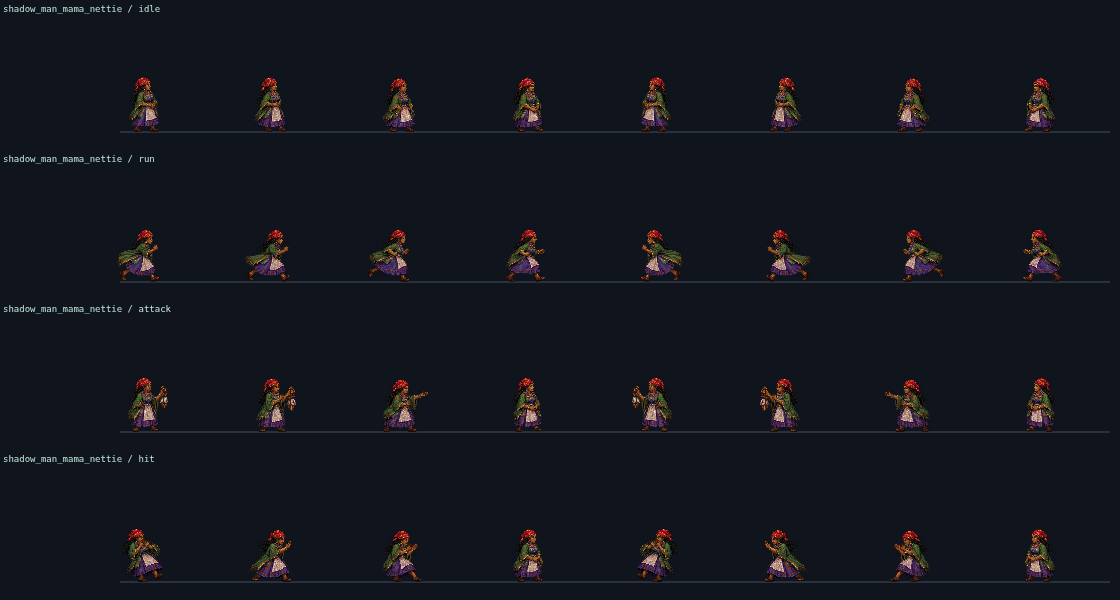 shadow_man_mama_nettie / idle
shadow_man_mama_nettie / run
shadow_man_mama_nettie / attack
shadow_man_mama_nettie / hit